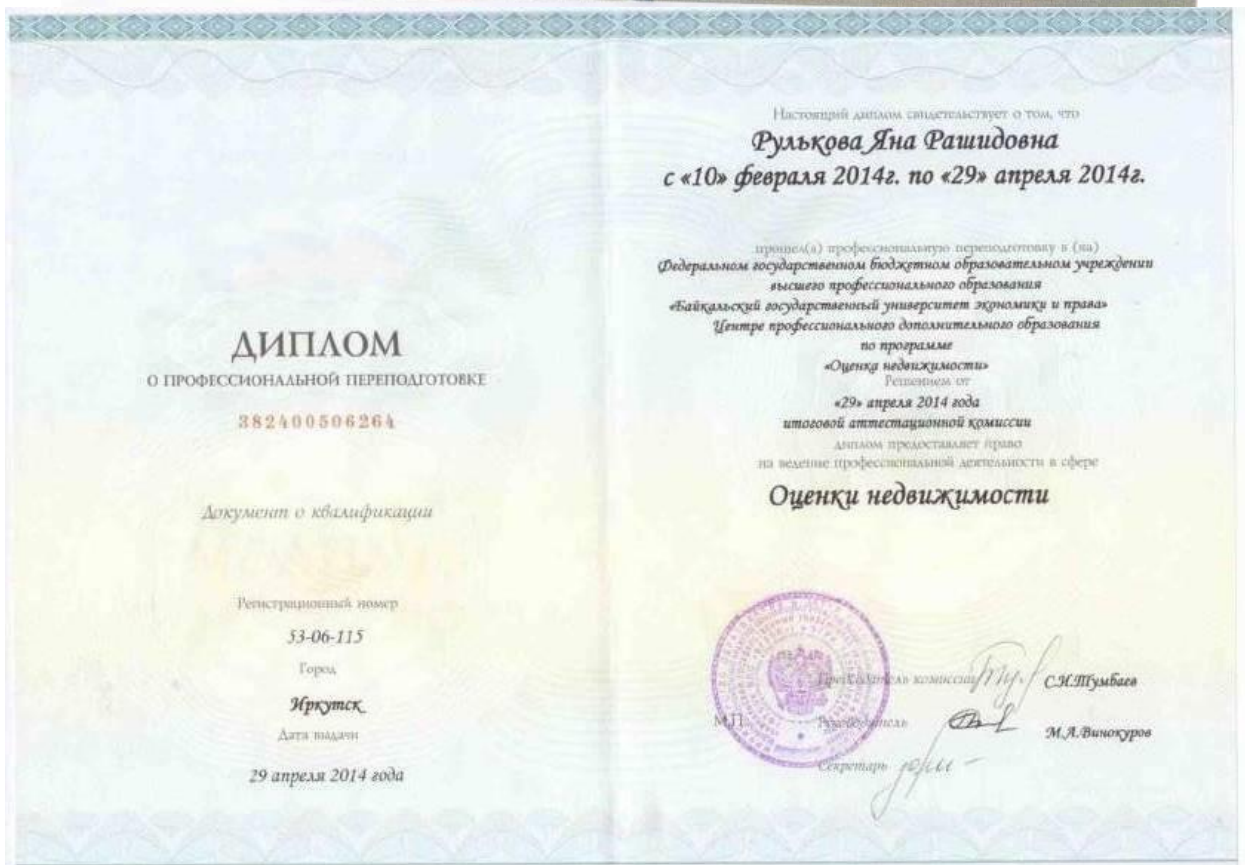 ДИПЛОМ
О ПРОФЕССИОНАЛЬНОЙ ПЕРЕПОДГОТОВКЕ
382400506264
Документ о квалификации
Регистрационный номер
53-06-115
Город
Иркутск
Дата выдачи
29 апреля 2014 года
Настоящий диплом свидетельствует о том, что
Рулькова Яна Рашидовна
с «10» февраля 2014г. по «29» апреля 2014г.
прошел(а) профессиональную переподготовку в (на)
Федеральном государственном бюджетном образовательном учреждении
высшего профессионального образования
«Байкальский государственный университет экономики и права»
Центре профессионального дополнительного образования
по программе
«Оценка недвижимости»
Решением от
«29» апреля 2014 года
итоговой аттестационной комиссии
диплом предоставляет право
на ведение профессиональной деятельности в сфере
Оценки недвижимости
Председатель комиссии С.И.Тумбаев
М.П. Руководитель М.А.Винокуров
Секретарь